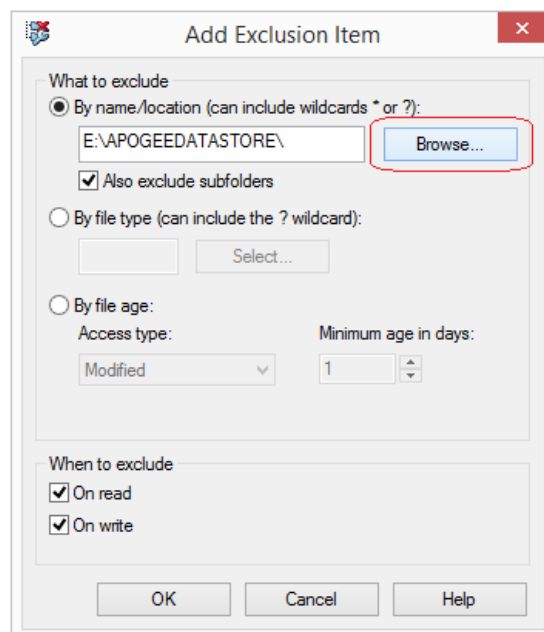 Add Exclusion Item
What to exclude
By name/location (can include wildcards * or ?):
E:\APOGEEDATASTORE\
Browse...
Also exclude subfolders
By file type (can include the ? wildcard):
Select...
By file age:
Access type:
Minimum age in days:
Modified
1
When to exclude
On read
On write
OK
Cancel
Help